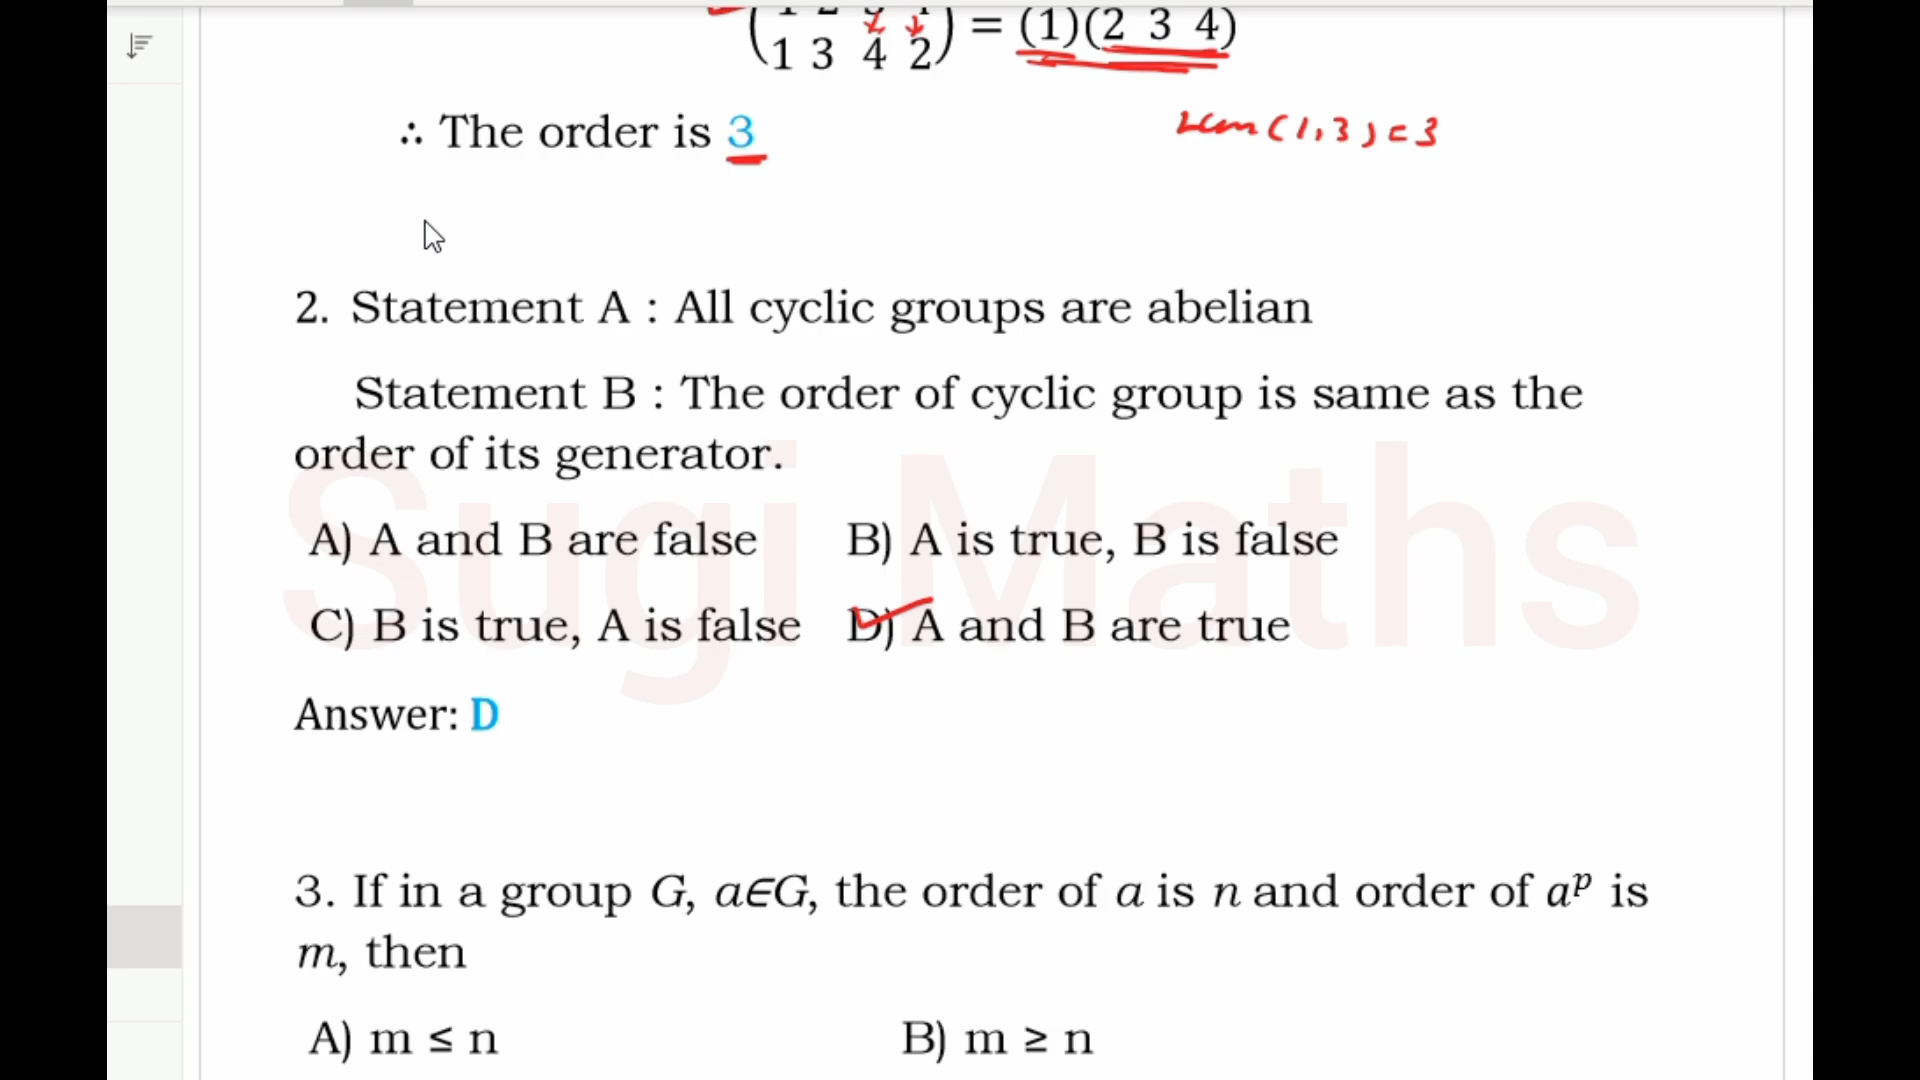 (1 3 4 2) = (1)(2 3 4)
∴ The order is 3
Lcm (1,3) = 3
2. Statement A : All cyclic groups are abelian
Statement B : The order of cyclic group is same as the
order of its generator.
A) A and B are false B) A is true, B is false
C) B is true, A is false D) A and B are true
Answer: D
3. If in a group G, a∈G, the order of a is n and order of aᵖ is
m, then
A) m ≤ n B) m ≥ n
Sugi Maths